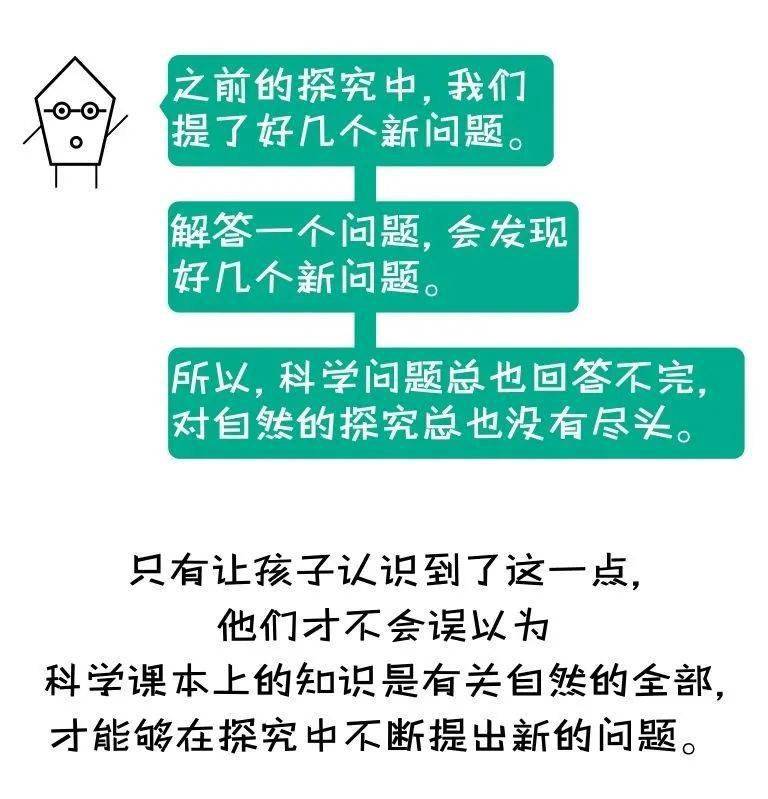 之前的探究中,我们
提了好几个新问题。
解答一个问题,会发现
好几个新问题。
所以,科学问题总也回答不完,
对自然的探究总也没有尽头。
只有让孩子认识到了这一点,
他们才不会误以为
科学课本上的知识是有关自然的全部,
才能够在探究中不断提出新的问题。